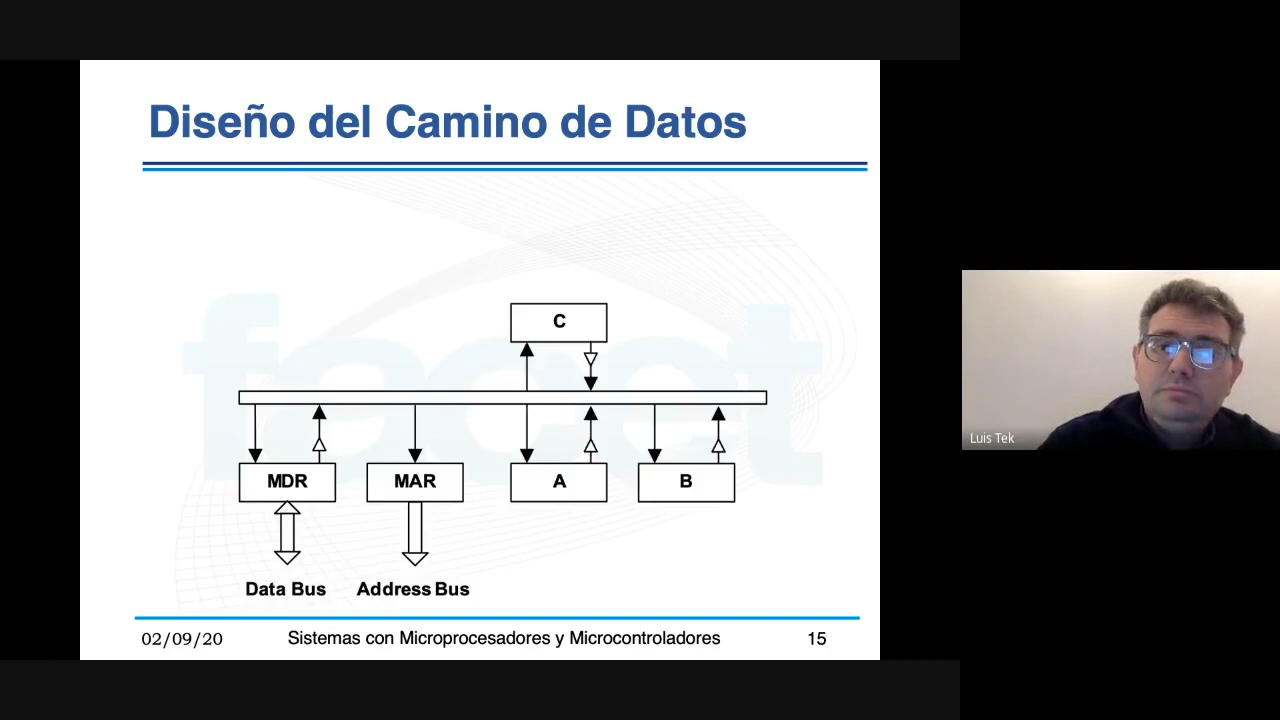 Diseño del Camino de Datos
facet
C
MDR
MAR
A
B
Data Bus
Address Bus
02/09/20
Sistemas con Microprocesadores y Microcontroladores
15
Luis Tek